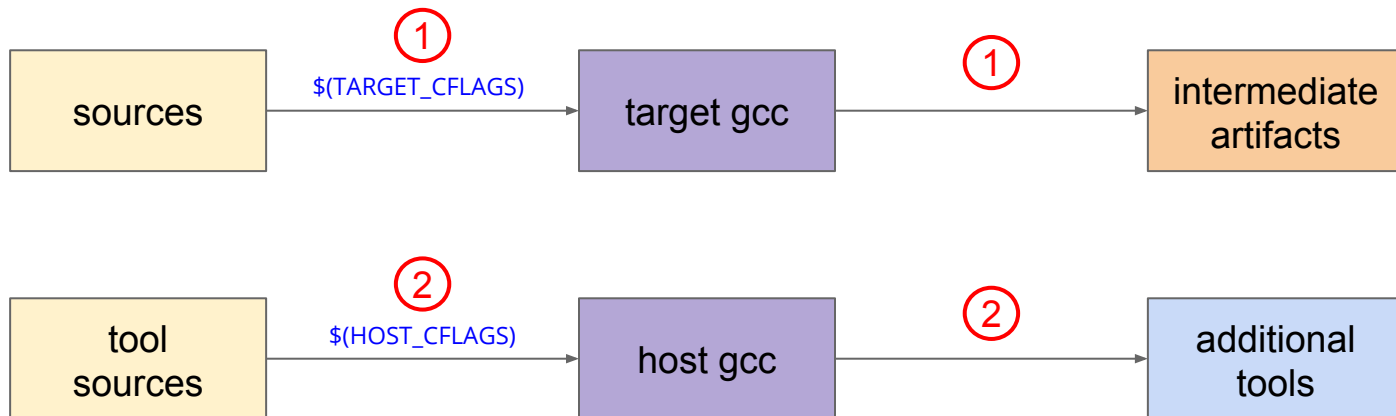 1
$(TARGET_CFLAGS)
sources
target gcc
1
intermediate
artifacts
2
$(HOST_CFLAGS)
tool
sources
host gcc
2
additional
tools